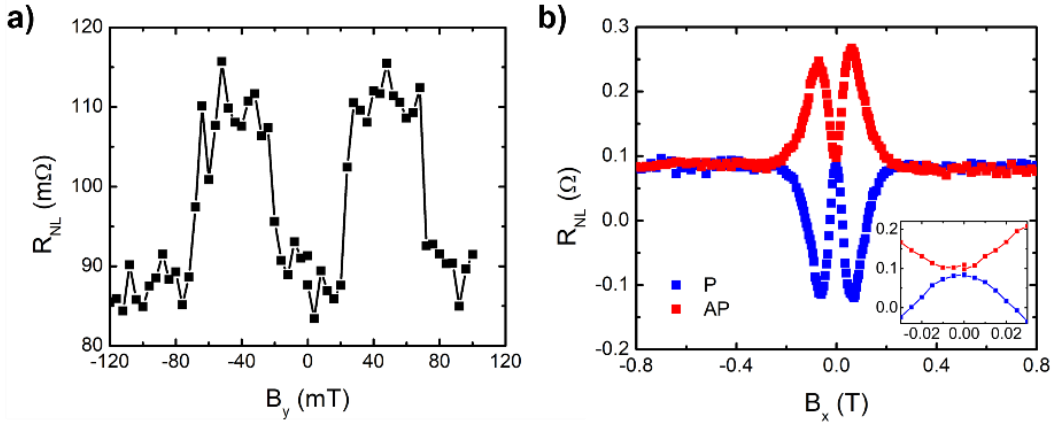 a)
120
110
100
90
80
R_NL (mΩ)
-120 -80 -40 0 40 80 120
B_y (mT)
b)
0.3
0.2
0.1
0.0
-0.1
-0.2
R_NL (Ω)
P
AP
0.2
0.1
0.0
-0.02 0.00 0.02
-0.8 -0.4 0.0 0.4 0.8
B_x (T)